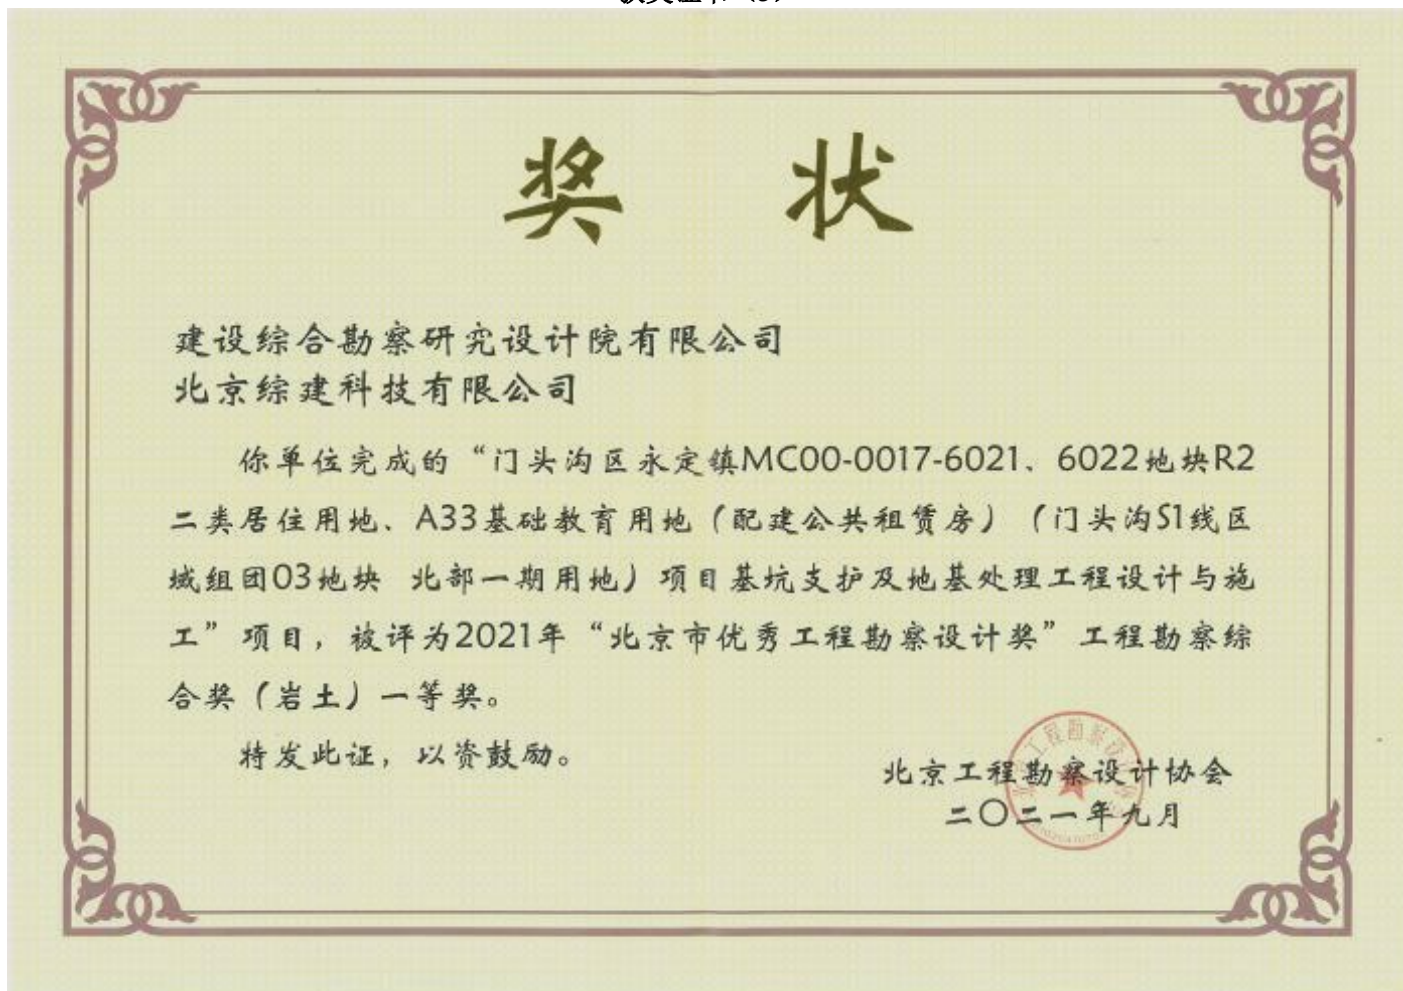 奖 状
建设综合勘察研究设计院有限公司
北京综建科技有限公司
你单位完成的“门头沟区永定镇MC00-0017-6021、6022地块R2
二类居住用地、A33基础教育用地（配建公共租赁房）（门头沟S1线区
域组团03地块 北部一期用地）项目基坑支护及地基处理工程设计与施
工”项目，被评为2021年“北京市优秀工程勘察设计奖”工程勘察综
合奖（岩土）一等奖。
特发此证，以资鼓励。
北京工程勘察设计协会
二〇二一年九月